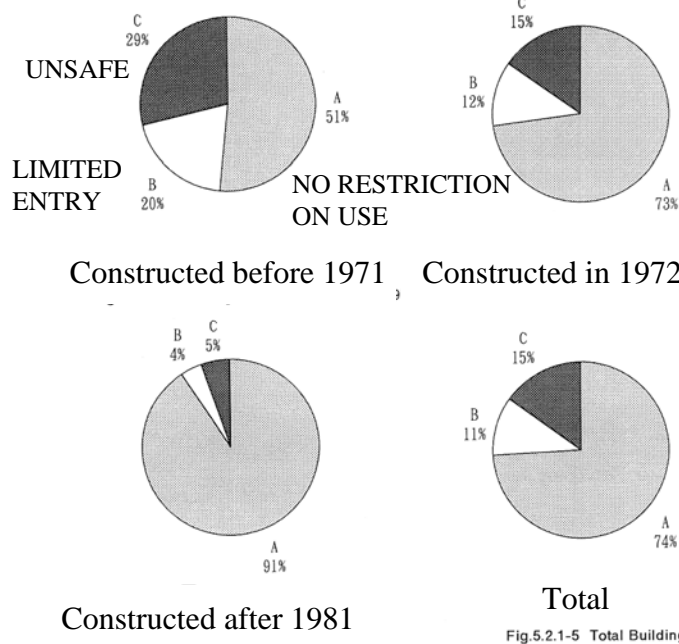 C
29%
UNSAFE
A
51%
LIMITED
ENTRY
B
20%
NO RESTRICTION
ON USE
Constructed before 1971
C
15%
B
12%
A
73%
Constructed in 1972
B
4%
C
5%
A
91%
Constructed after 1981
C
15%
B
11%
A
74%
Total
Fig.5.2.1-5 Total Building